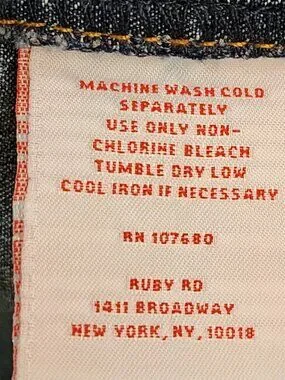 MACHINE WASH COLD
SEPARATELY
USE ONLY NON-
CHLORINE BLEACH
TUMBLE DRY LOW
COOL IRON IF NECESSARY
RN 107680
RUBY RD
1411 BROADWAY
NEW YORK, NY, 10018